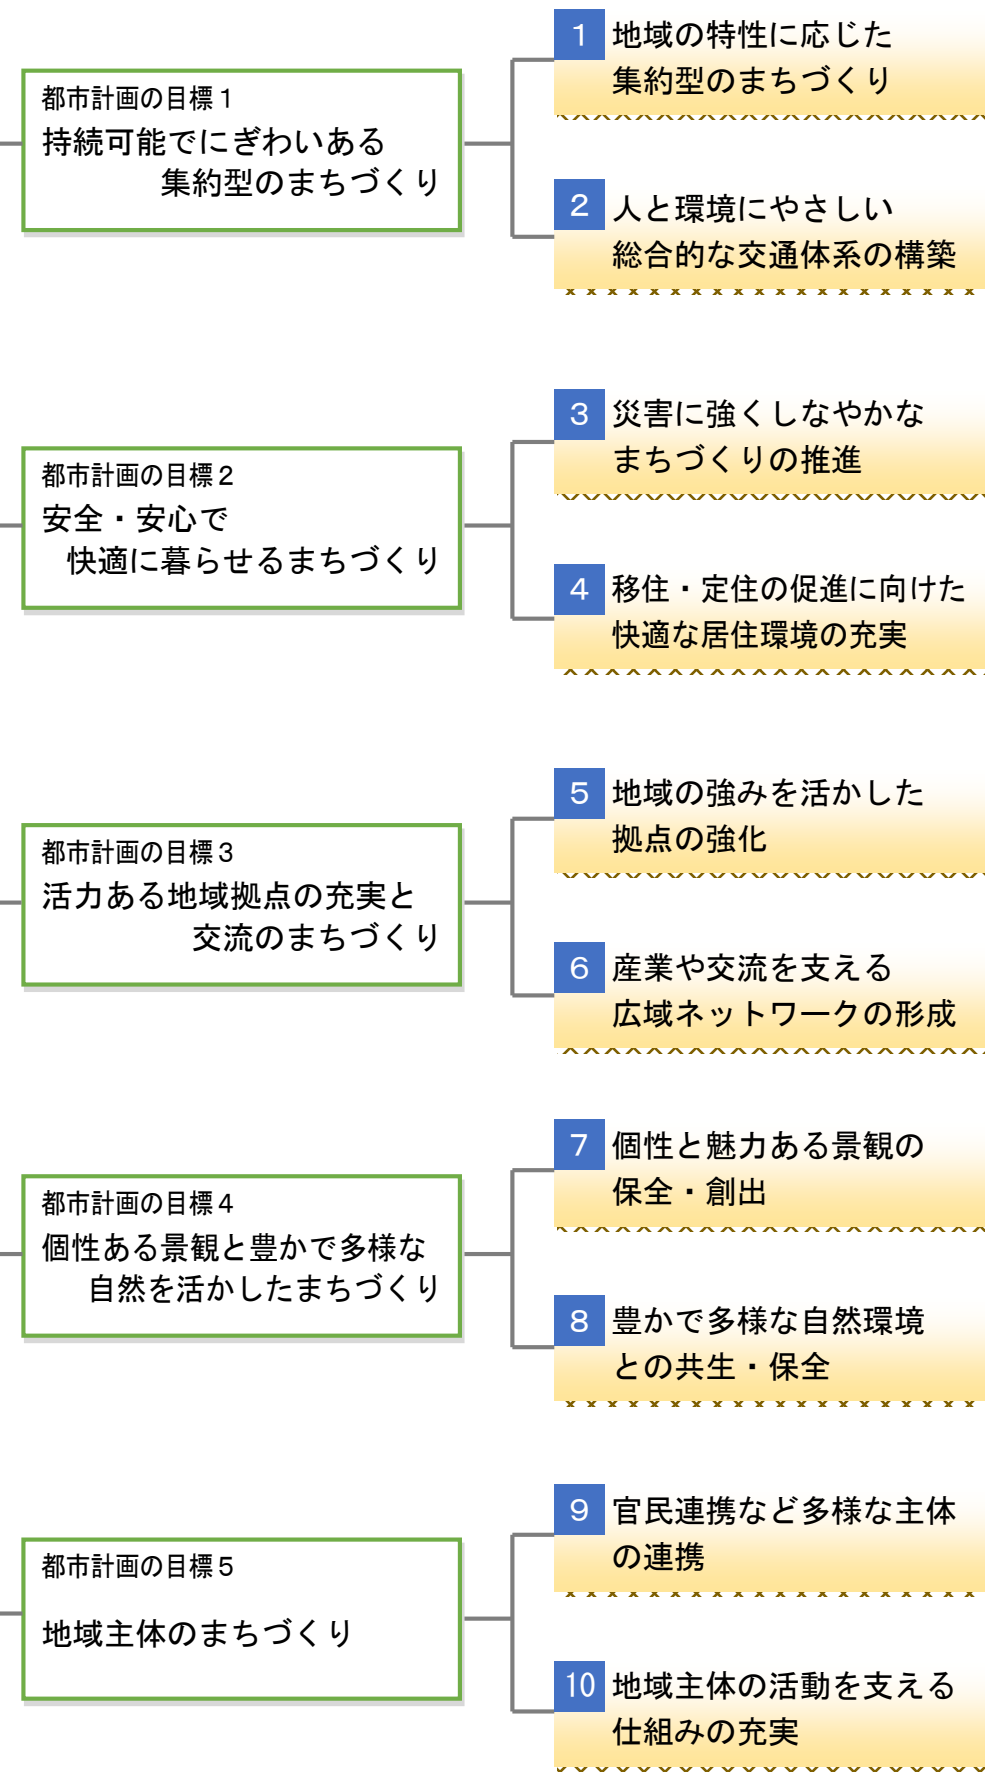 都市計画の目標1
持続可能でにぎわいある
集約型のまちづくり
1
地域の特性に応じた
集約型のまちづくり
2
人と環境にやさしい
総合的な交通体系の構築
都市計画の目標2
安全・安心で
快適に暮らせるまちづくり
3
災害に強くしなやかな
まちづくりの推進
4
移住・定住の促進に向けた
快適な居住環境の充実
都市計画の目標3
活力ある地域拠点の充実と
交流のまちづくり
5
地域の強みを活かした
拠点の強化
6
産業や交流を支える
広域ネットワークの形成
都市計画の目標4
個性ある景観と豊かで多様な
自然を活かしたまちづくり
7
個性と魅力ある景観の
保全・創出
8
豊かで多様な自然環境
との共生・保全
都市計画の目標5
地域主体のまちづくり
9
官民連携など多様な主体
の連携
10
地域主体の活動を支える
仕組みの充実